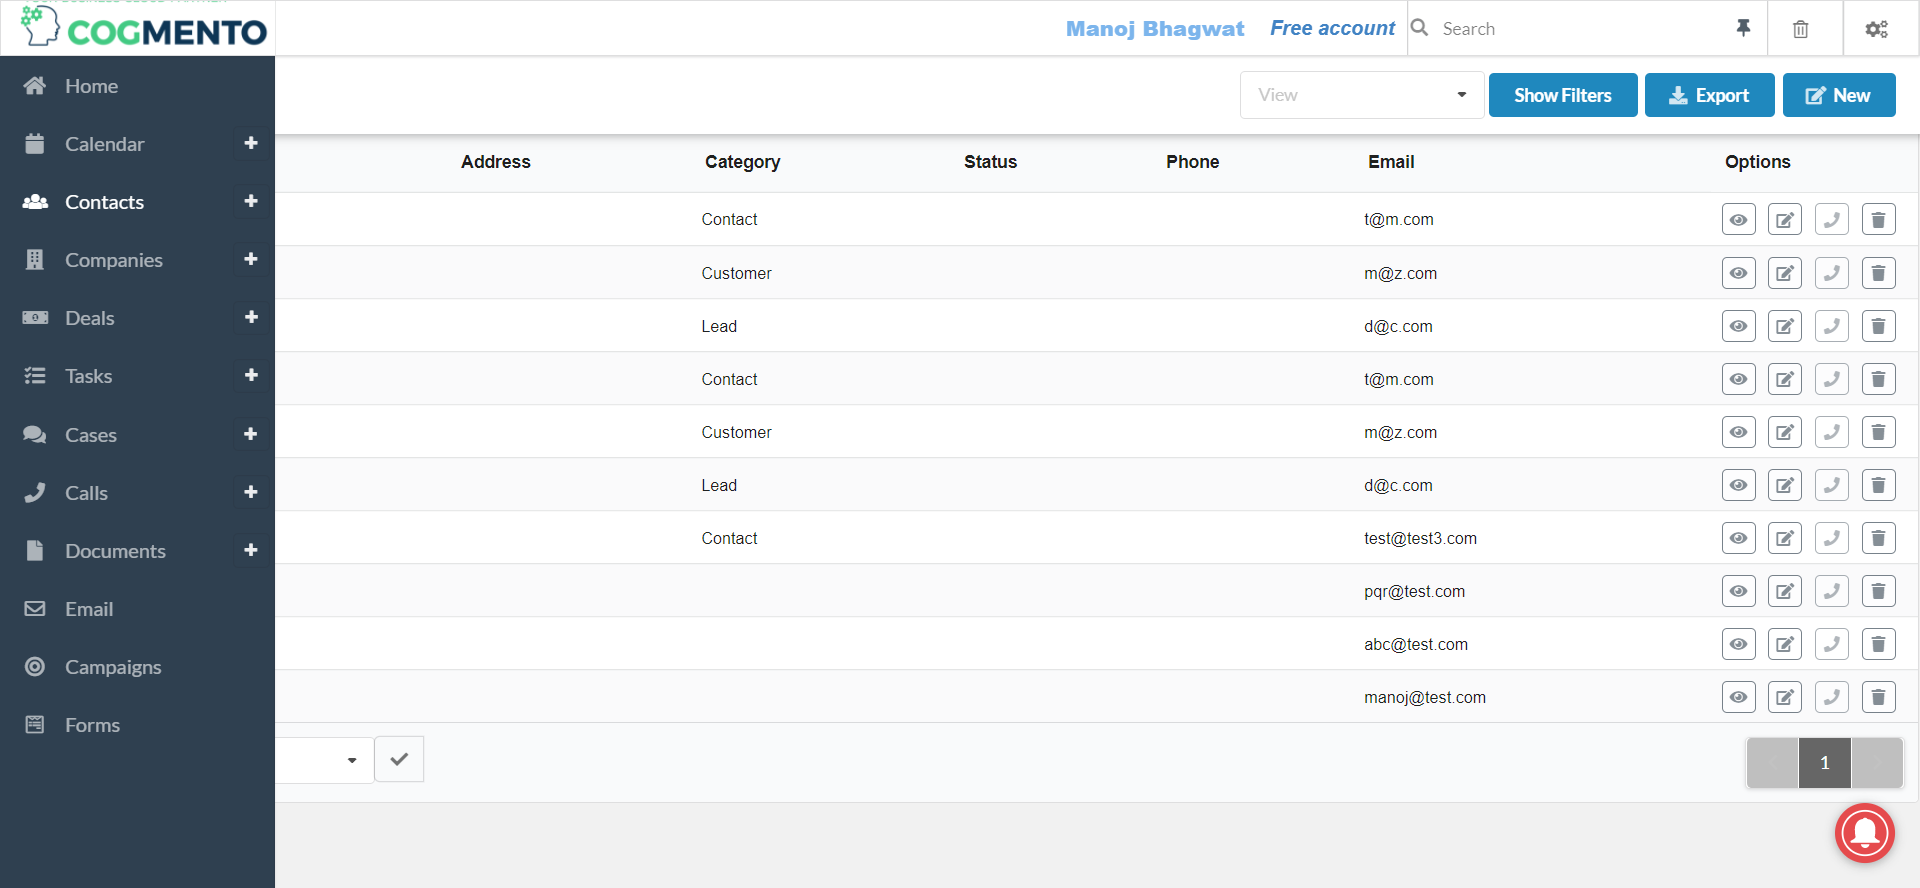 COGMENTO
Manoj Bhagwat Free account Search
Home
View Show Filters Export New
Calendar
Address Category Status Phone Email Options
Contacts
Contact t@m.com
Companies
Customer m@z.com
Deals
Lead d@c.com
Tasks
Contact t@m.com
Cases
Customer m@z.com
Calls
Lead d@c.com
Documents
Contact test@test3.com
Email
pqr@test.com
Campaigns
abc@test.com
Forms
manoj@test.com
1